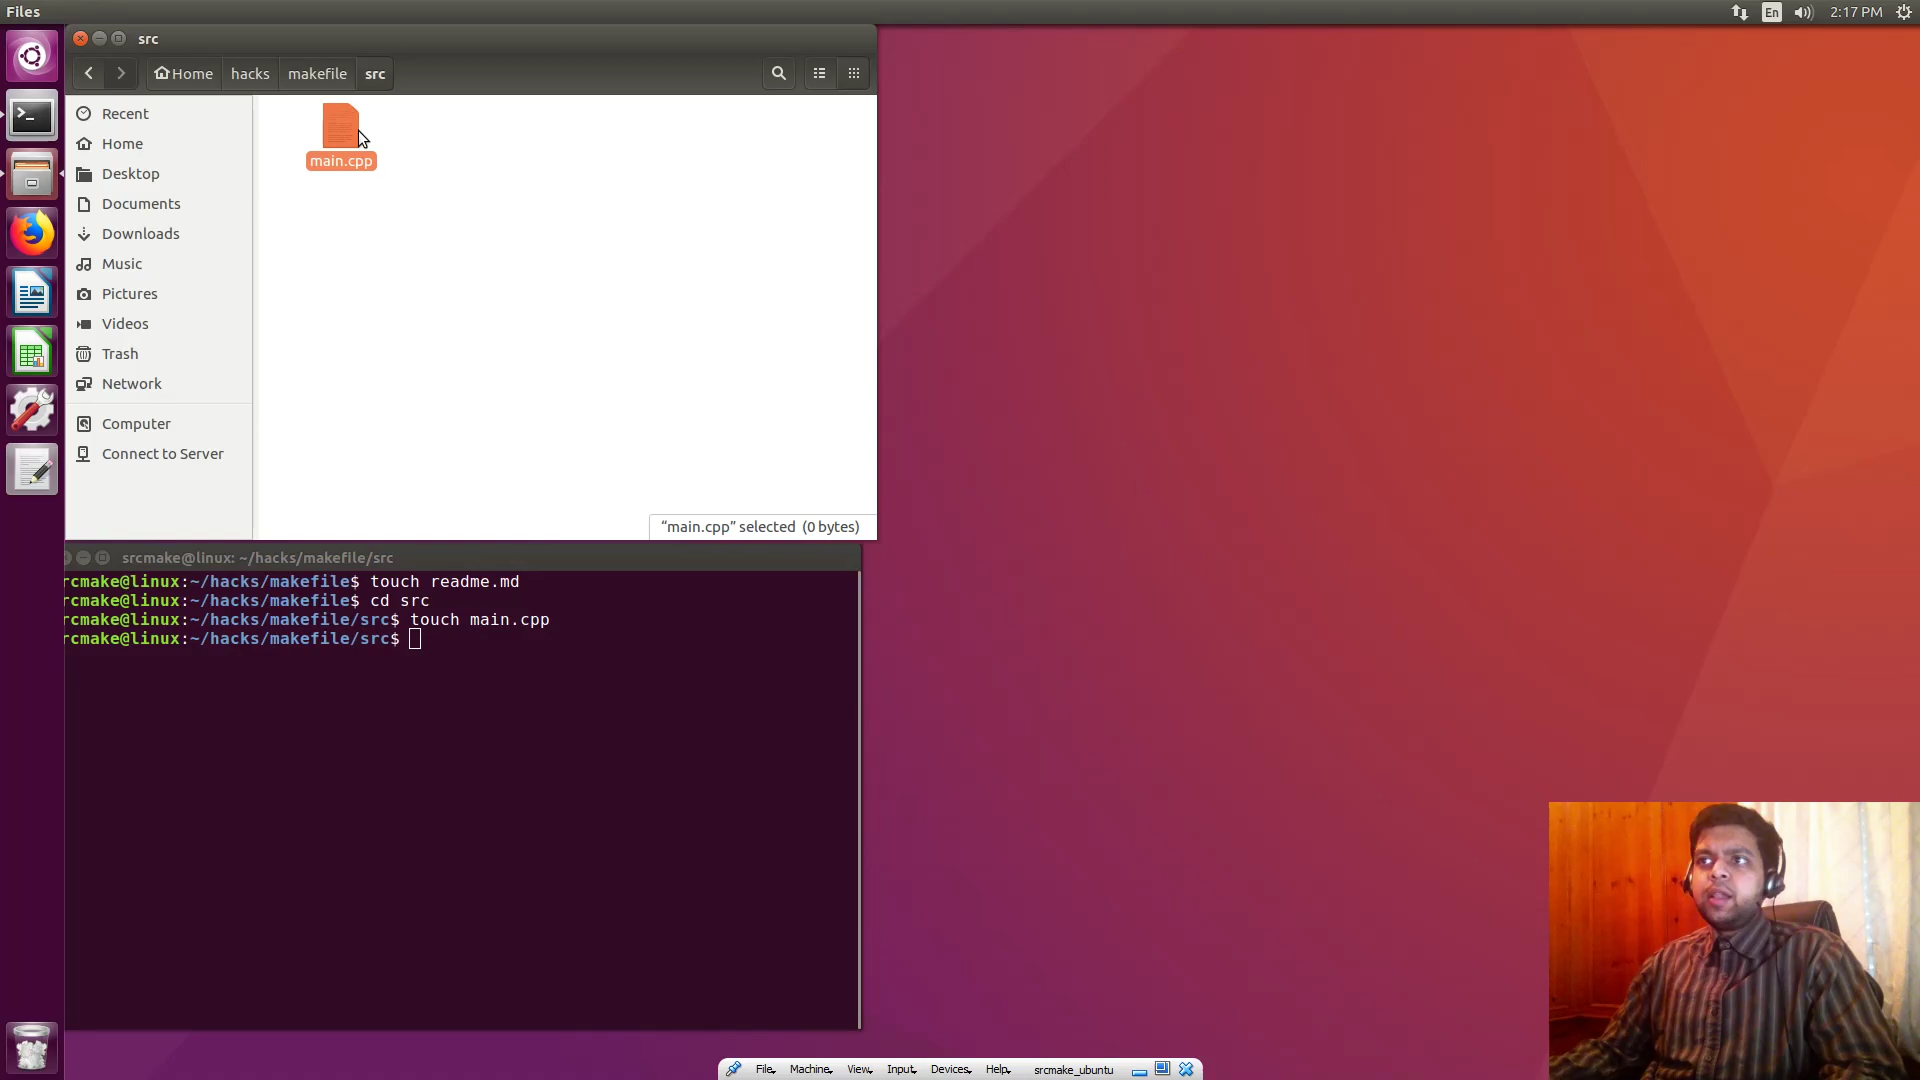 Files
En
2:17 PM
src
Home
hacks
makefile
src
Recent
Home
Desktop
Documents
Downloads
Music
Pictures
Videos
Trash
Network
Computer
Connect to Server
main.cpp
“main.cpp” selected (0 bytes)
srcmake@linux: ~/hacks/makefile/src
rcmake@linux:~/hacks/makefile$ touch readme.md
rcmake@linux:~/hacks/makefile$ cd src
rcmake@linux:~/hacks/makefile/src$ touch main.cpp
rcmake@linux:~/hacks/makefile/src$
File
Machine
View
Input
Devices
Help
srcmake_ubuntu